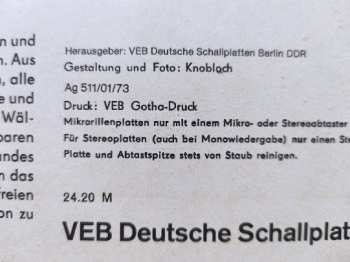 en und
n. Aus
, alle
e und
Wäl-
baren
andes
n das
reien
on zu
Herausgeber: VEB Deutsche Schallplatten Berlin DDR
Gestaltung und Foto: Knobloch
Ag 511/01/73
Druck: VEB Gotha-Druck
Mikrorillenplatten nur mit einem Mikro- oder Stereoabtaster
Für Stereoplatten (auch bei Monowiedergabe) nur einen Ste
Platte und Abtastspitze stets von Staub reinigen.
24.20 M
VEB Deutsche Schallplat